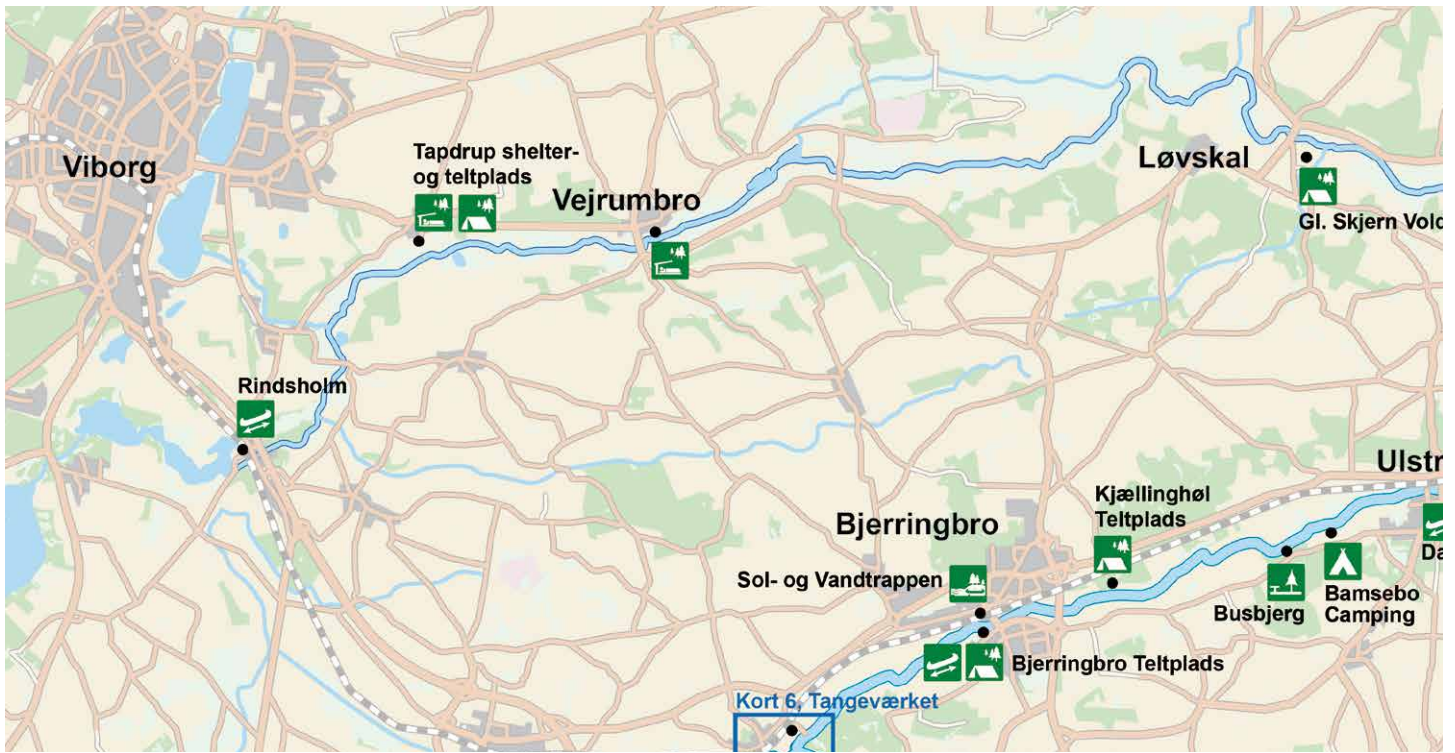 Viborg
Tapdrup shelter-
og teltplads
Vejrumbro
Løvskal
Gl. Skjern Vold
Rindsholm
Ulstr
Kjællinghøl
Teltplads
Bjerringbro
Sol- og Vandtrappen
Da
Busbjerg
Bamsebo
Camping
Bjerringbro Teltplads
Kort 6, Tangeværket